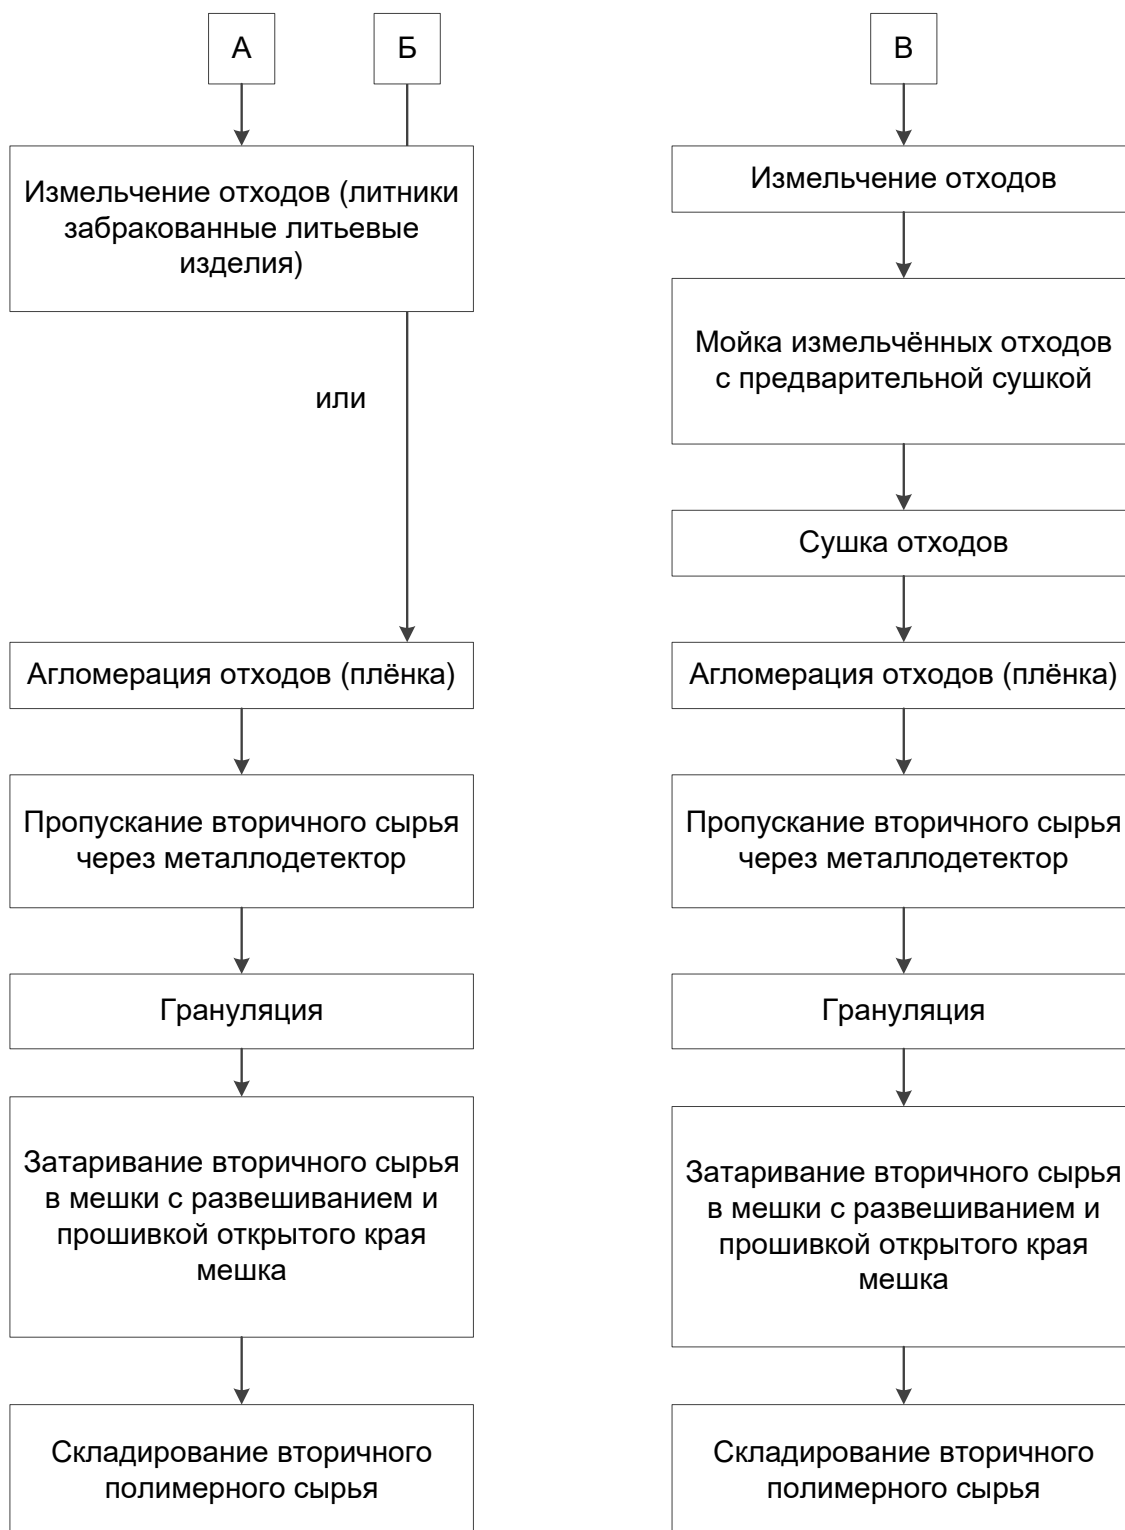 А
Б
Измельчение отходов (литники
забракованные литьевые
изделия)
или
Агломерация отходов (плёнка)
Пропускание вторичного сырья
через металлодетектор
Грануляция
Затаривание вторичного сырья
в мешки с развешиванием и
прошивкой открытого края
мешка
Складирование вторичного
полимерного сырья
В
Измельчение отходов
Мойка измельчённых отходов
с предварительной сушкой
Сушка отходов
Агломерация отходов (плёнка)
Пропускание вторичного сырья
через металлодетектор
Грануляция
Затаривание вторичного сырья
в мешки с развешиванием и
прошивкой открытого края
мешка
Складирование вторичного
полимерного сырья